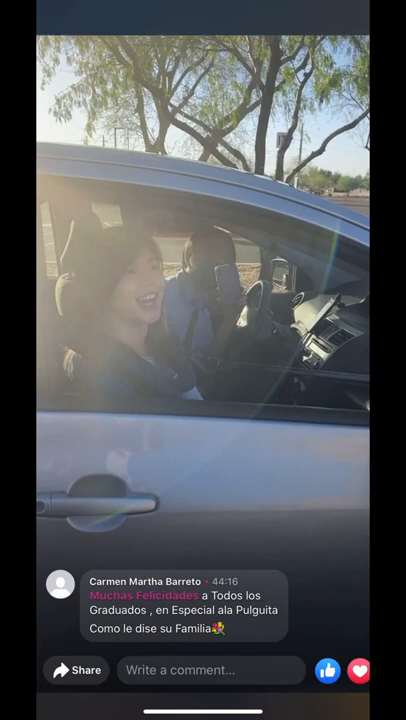 Carmen Martha Barreto • 44:16
Muchas Felicidades a Todos los
Graduados , en Especial ala Pulguita
Como le dise su Familia💐
Share
Write a comment...